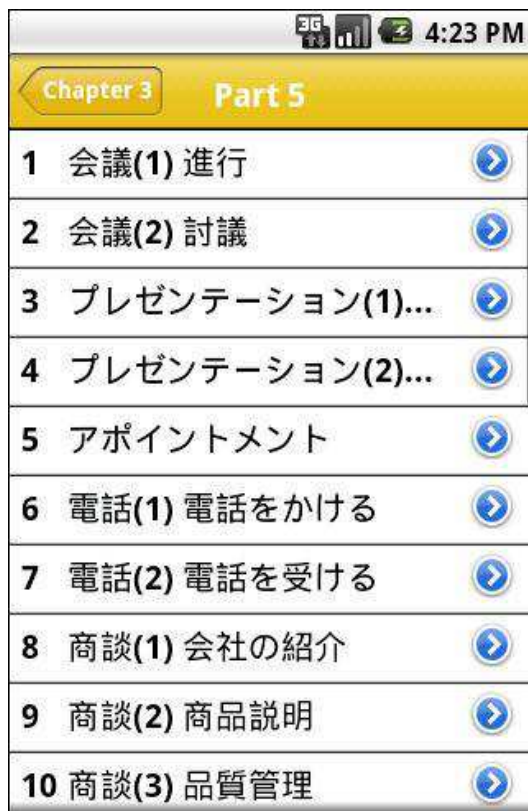 3G 4:23 PM
Chapter 3 Part 5
1 会議(1) 進行
2 会議(2) 討議
3 プレゼンテーション(1)...
4 プレゼンテーション(2)...
5 アポイントメント
6 電話(1) 電話をかける
7 電話(2) 電話を受ける
8 商談(1) 会社の紹介
9 商談(2) 商品説明
10 商談(3) 品質管理